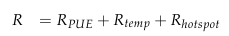 R = R_{PUE} + R_{temp} + R_{hotspot}